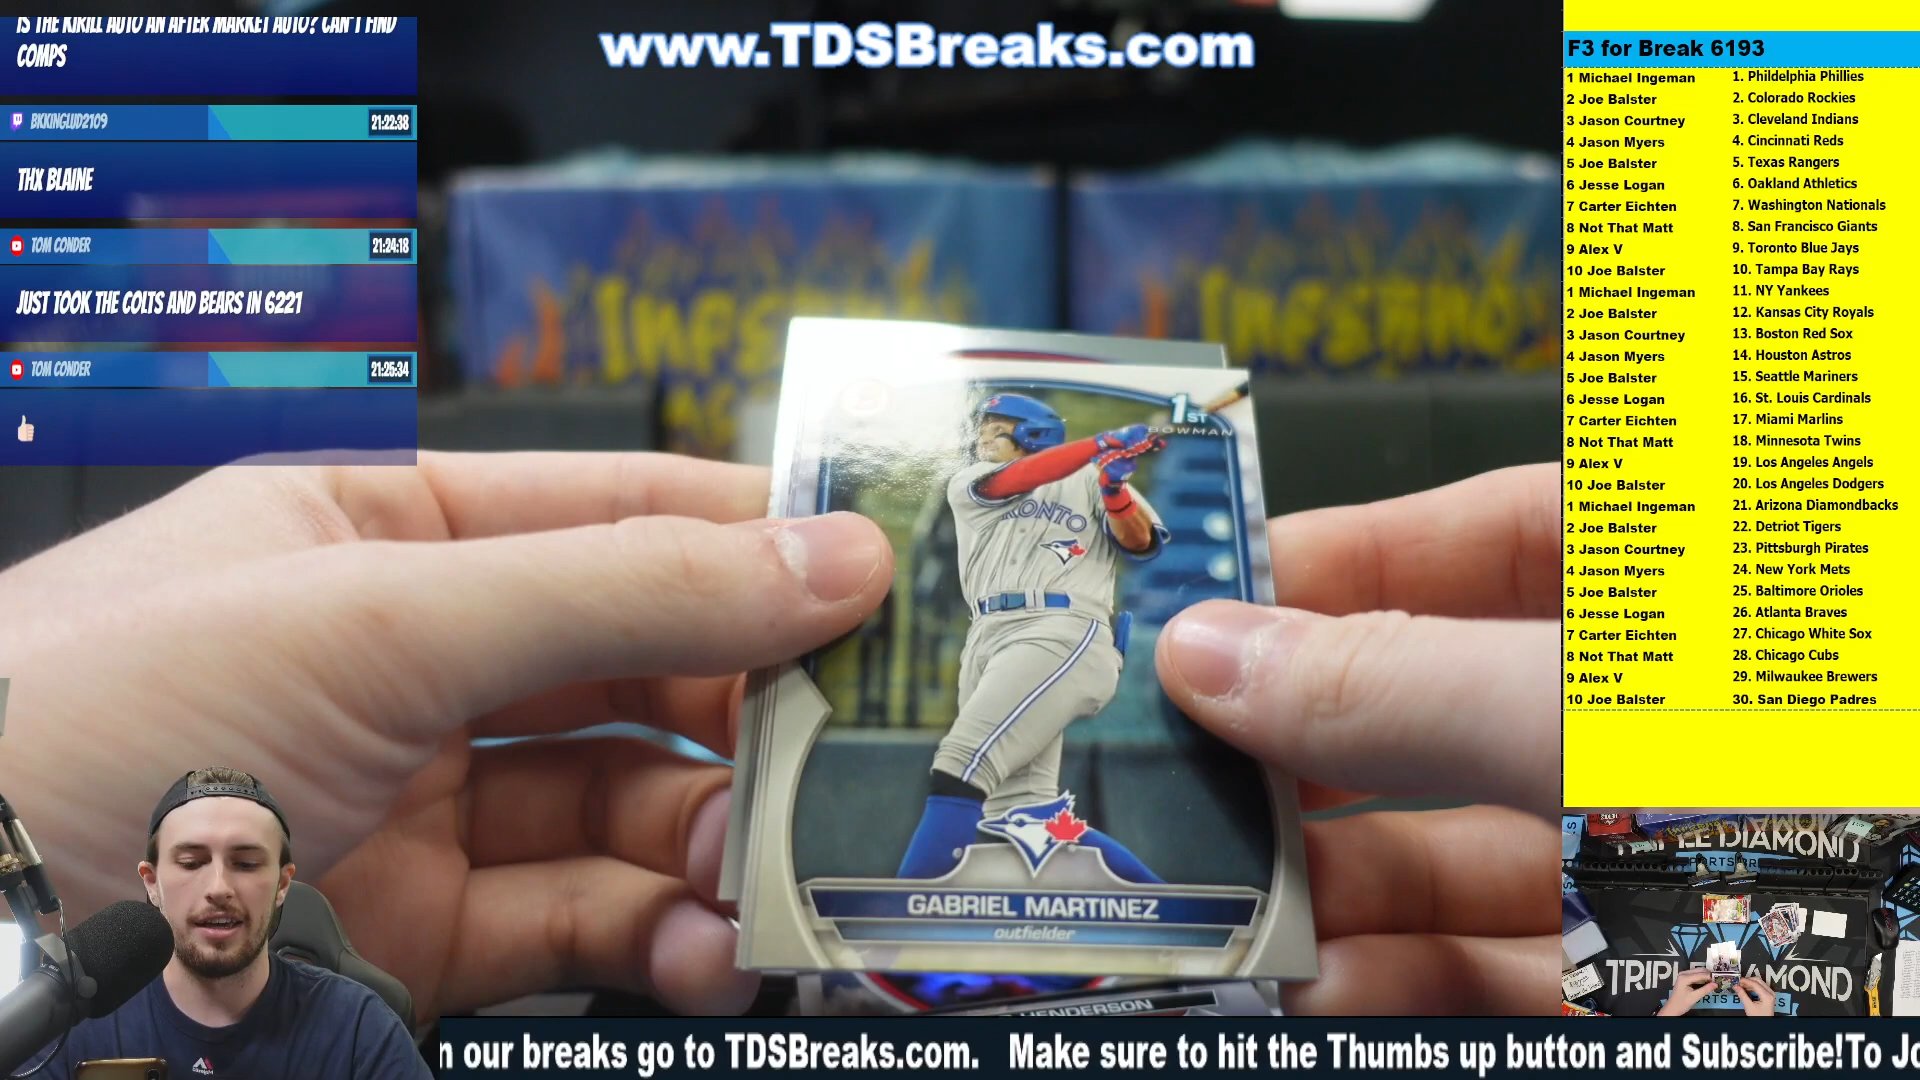 IS THE KIRILL AUTO AN AFTER MARKET AUTO? CAN'T FIND
COMPS
BKKINGLUD2109
21:22:38
THX BLAINE
TOM CONDER
21:24:18
JUST TOOK THE COLTS AND BEARS IN 6221
TOM CONDER
21:25:34
www.TDSBreaks.com
INFERNO
INFERNO
1ST
BOWMAN
TORONTO
GABRIEL MARTINEZ
outfielder
HENDERSON
F3 for Break 6193
1 Michael Ingeman 1. Phildelphia Phillies
2 Joe Balster 2. Colorado Rockies
3 Jason Courtney 3. Cleveland Indians
4 Jason Myers 4. Cincinnati Reds
5 Joe Balster 5. Texas Rangers
6 Jesse Logan 6. Oakland Athletics
7 Carter Eichten 7. Washington Nationals
8 Not That Matt 8. San Francisco Giants
9 Alex V 9. Toronto Blue Jays
10 Joe Balster 10. Tampa Bay Rays
1 Michael Ingeman 11. NY Yankees
2 Joe Balster 12. Kansas City Royals
3 Jason Courtney 13. Boston Red Sox
4 Jason Myers 14. Houston Astros
5 Joe Balster 15. Seattle Mariners
6 Jesse Logan 16. St. Louis Cardinals
7 Carter Eichten 17. Miami Marlins
8 Not That Matt 18. Minnesota Twins
9 Alex V 19. Los Angeles Angels
10 Joe Balster 20. Los Angeles Dodgers
1 Michael Ingeman 21. Arizona Diamondbacks
2 Joe Balster 22. Detriot Tigers
3 Jason Courtney 23. Pittsburgh Pirates
4 Jason Myers 24. New York Mets
5 Joe Balster 25. Baltimore Orioles
6 Jesse Logan 26. Atlanta Braves
7 Carter Eichten 27. Chicago White Sox
8 Not That Matt 28. Chicago Cubs
9 Alex V 29. Milwaukee Brewers
10 Joe Balster 30. San Diego Padres
TRIPLE DIAMOND
TRIPLE DIAMOND
n our breaks go to TDSBreaks.com. Make sure to hit the Thumbs up button and Subscribe!To Jo